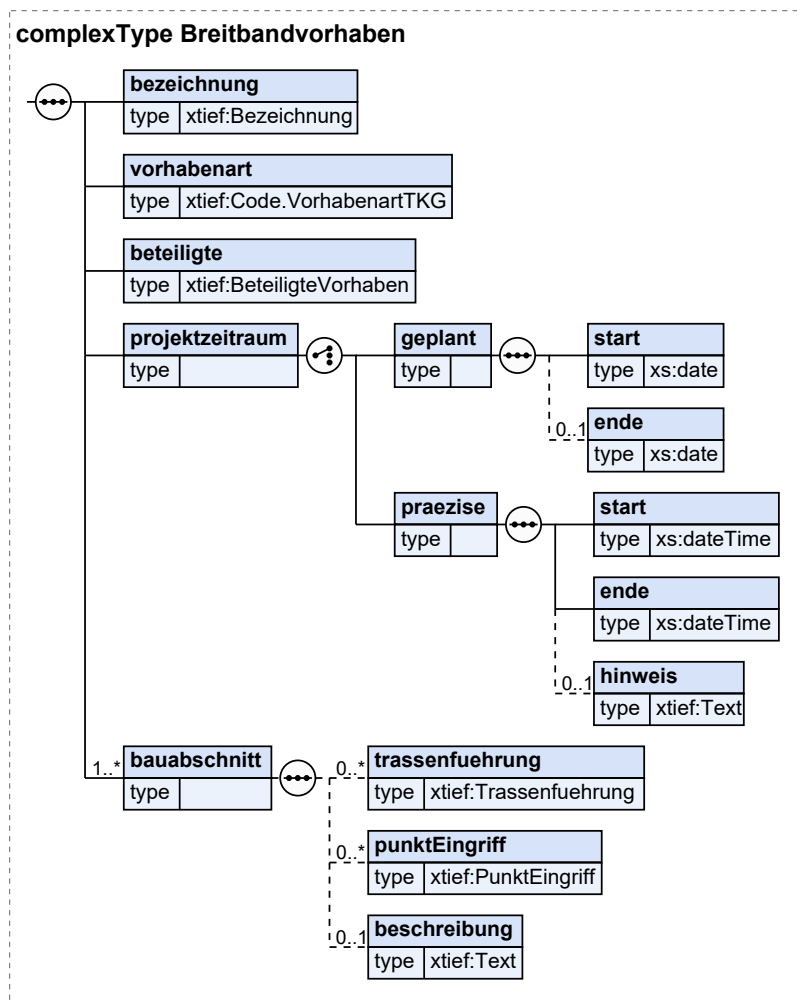 complexType Breitbandvorhaben
bezeichnung
type xtief:Bezeichnung
vorhabenart
type xtief:Code.VorhabenartTKG
beteiligte
type xtief:BeteiligteVorhaben
projektzeitraum
type
geplant
type
start
type xs:date
0..1 ende
type xs:date
praezise
type
start
type xs:dateTime
ende
type xs:dateTime
0..1 hinweis
type xtief:Text
1..* bauabschnitt
type
0..* trassenfuehrung
type xtief:Trassenfuehrung
0..* punktEingriff
type xtief:PunktEingriff
0..1 beschreibung
type xtief:Text